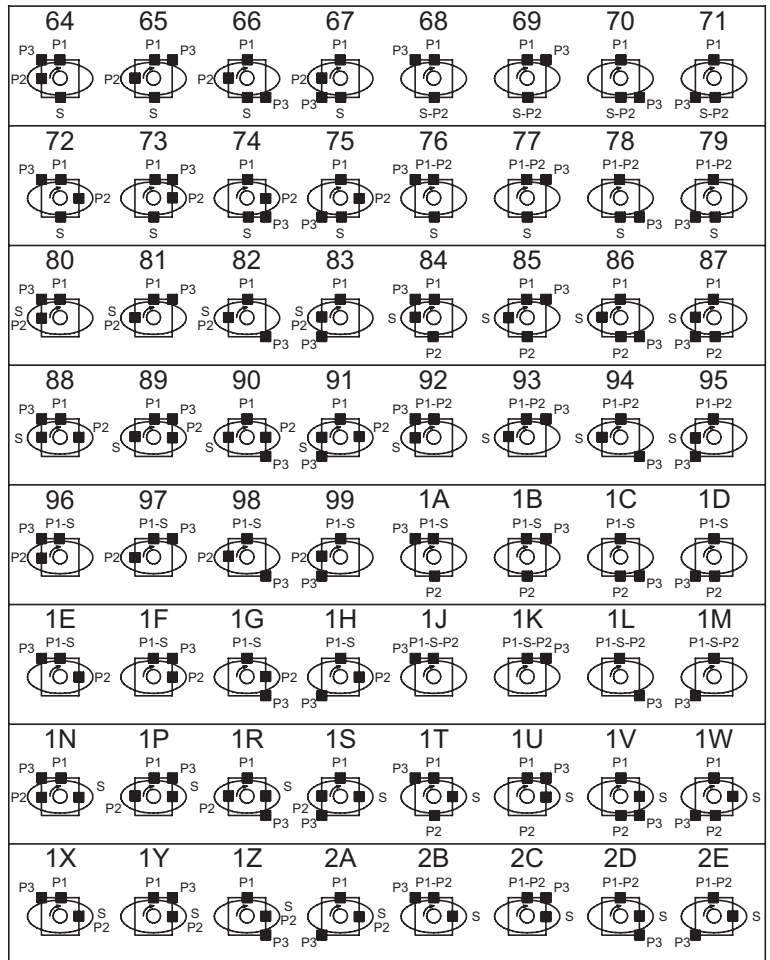 64 65 66 67 68 69 70 71
P3 P1 P1 P3 P1 P1 P3 P1 P1 P3 P1 P1
P2 P2 P2 P2
P3 P3 P3 P3
S S S S S-P2 S-P2 S-P2 S-P2
72 73 74 75 76 77 78 79
P3 P1 P1 P3 P1 P1 P3 P1-P2 P1-P2 P3 P1-P2 P1-P2
P2 P2 P2 P2
P3 P3 P3 P3
S S S S S S S S
80 81 82 83 84 85 86 87
P3 P1 P1 P3 P1 P1 P3 P1 P1 P3 P1 P1
S S S S S S S S
P2 P2 P2 P2
P3 P3 P2 P2 P2 P3 P3 P2
88 89 90 91 92 93 94 95
P3 P1 P1 P3 P1 P1 P3 P1-P2 P1-P2 P3 P1-P2 P1-P2
S P2 S P2 S P2 S P2 S S S S
P3 P3 P3 P3
96 97 98 99 1A 1B 1C 1D
P3 P1-S P1-S P3 P1-S P1-S P3 P1-S P1-S P3 P1-S P1-S
P2 P2 P2 P2
P3 P3 P2 P2 P2 P3 P3 P2
1E 1F 1G 1H 1J 1K 1L 1M
P3 P1-S P1-S P3 P1-S P1-S P3 P1-S-P2 P1-S-P2 P3 P1-S-P2 P1-S-P2
P2 P2 P2 P2
P3 P3 P3 P3
1N 1P 1R 1S 1T 1U 1V 1W
P3 P1 P1 P3 P1 P1 P3 P1 P1 P3 P1 P1
P2 S P2 S P2 S P2 S S S S S
P3 P3 P2 P2 P2 P3 P3 P2
1X 1Y 1Z 2A 2B 2C 2D 2E
P3 P1 P1 P3 P1 P1 P3 P1-P2 P1-P2 P3 P1-P2 P1-P2
S S S S S S S S
P2 P2 P2 P2
P3 P3 P3 P3